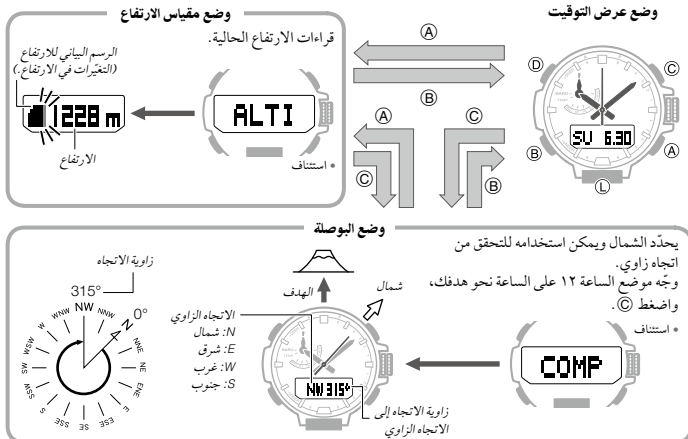 وضع عرض التوقيت
وضع مقياس الارتفاع
قراءات الارتفاع الحالية.
الرسم البياني للارتفاع
(التغيّرات في الارتفاع.)
1228 m
الارتفاع
ALTI
• استئناف
Ⓐ
Ⓑ
Ⓐ
Ⓒ
Ⓒ
Ⓑ
Ⓓ
Ⓒ
Ⓑ
Ⓐ
Ⓛ
SU 6.30
وضع البوصلة
يحدّد الشمال ويمكن استخدامه للتحقق من
اتجاه زاوي.
وجّه موضع الساعة ١٢ على الساعة نحو هدفك،
واضغط Ⓒ.
• استئناف
COMP
شمال
الهدف
الاتجاه الزاوي
N: شمال
E: شرق
W: غرب
S: جنوب
NW 315°
زاوية الاتجاه إلى
الاتجاه الزاوي
زاوية الاتجاه
315°
0°
NW
NNW
N
NNE
NE
ENE
E
ESE
SE
SSE
S
SSW
SW
WSW
W
WNW